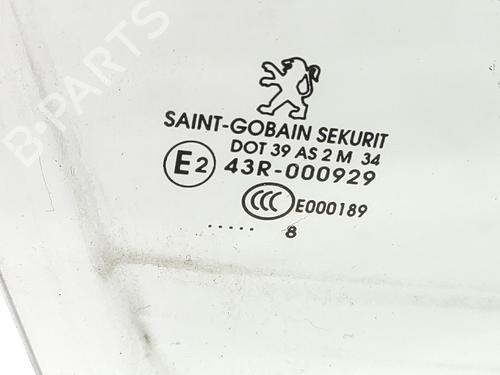 B-PARTS
SAINT-GOBAIN SEKURIT
DOT 39 AS 2 M 34
E2 43R-000929
CCC E000189
..... 8